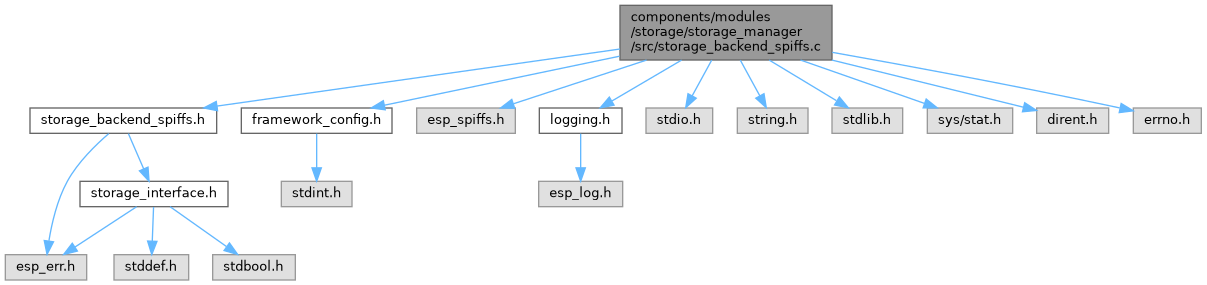 components/modules
/storage/storage_manager
/src/storage_backend_spiffs.c
storage_backend_spiffs.h
framework_config.h
esp_spiffs.h
logging.h
stdio.h
string.h
stdlib.h
sys/stat.h
dirent.h
errno.h
storage_interface.h
stdint.h
esp_log.h
esp_err.h
stddef.h
stdbool.h